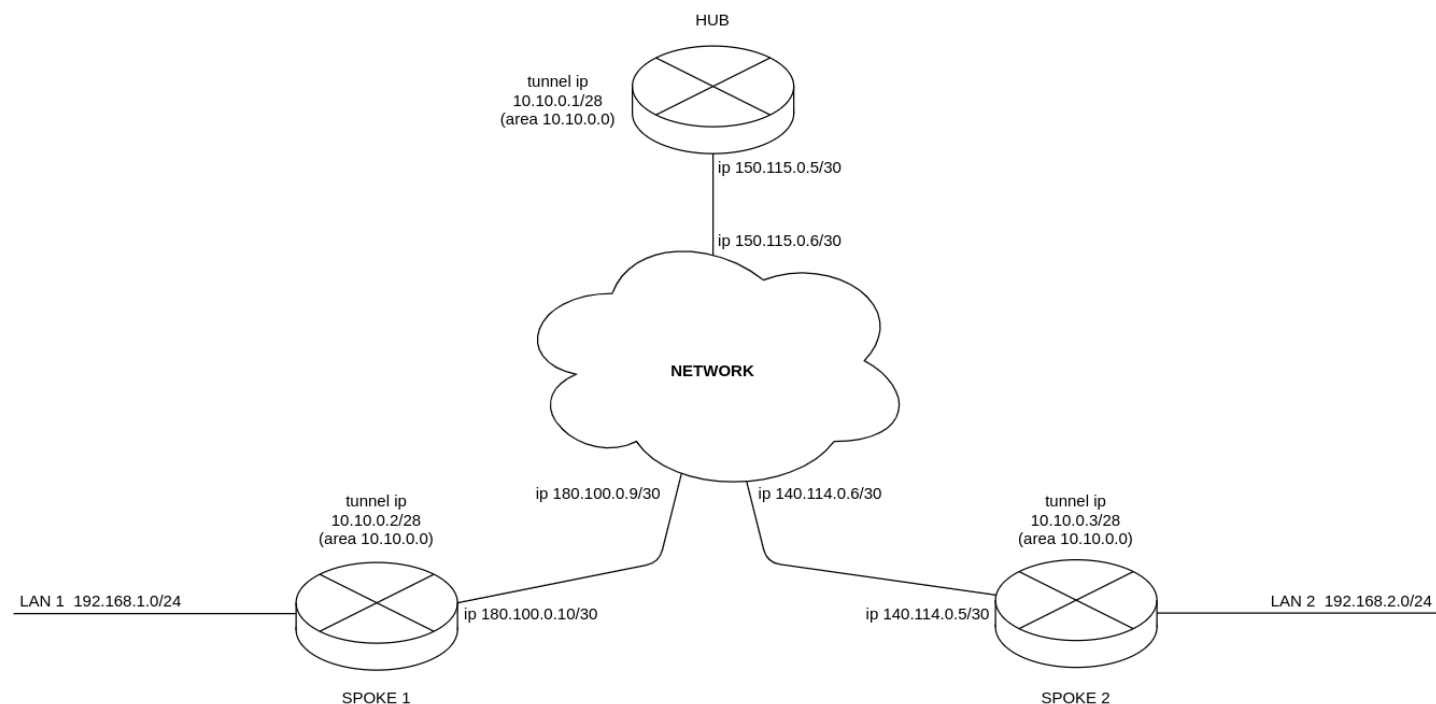 HUB
tunnel ip
10.10.0.1/28
(area 10.10.0.0)
ip 150.115.0.5/30
ip 150.115.0.6/30
NETWORK
ip 180.100.0.9/30
ip 140.114.0.6/30
tunnel ip
10.10.0.2/28
(area 10.10.0.0)
tunnel ip
10.10.0.3/28
(area 10.10.0.0)
LAN 1  192.168.1.0/24
ip 180.100.0.10/30
ip 140.114.0.5/30
LAN 2  192.168.2.0/24
SPOKE 1
SPOKE 2